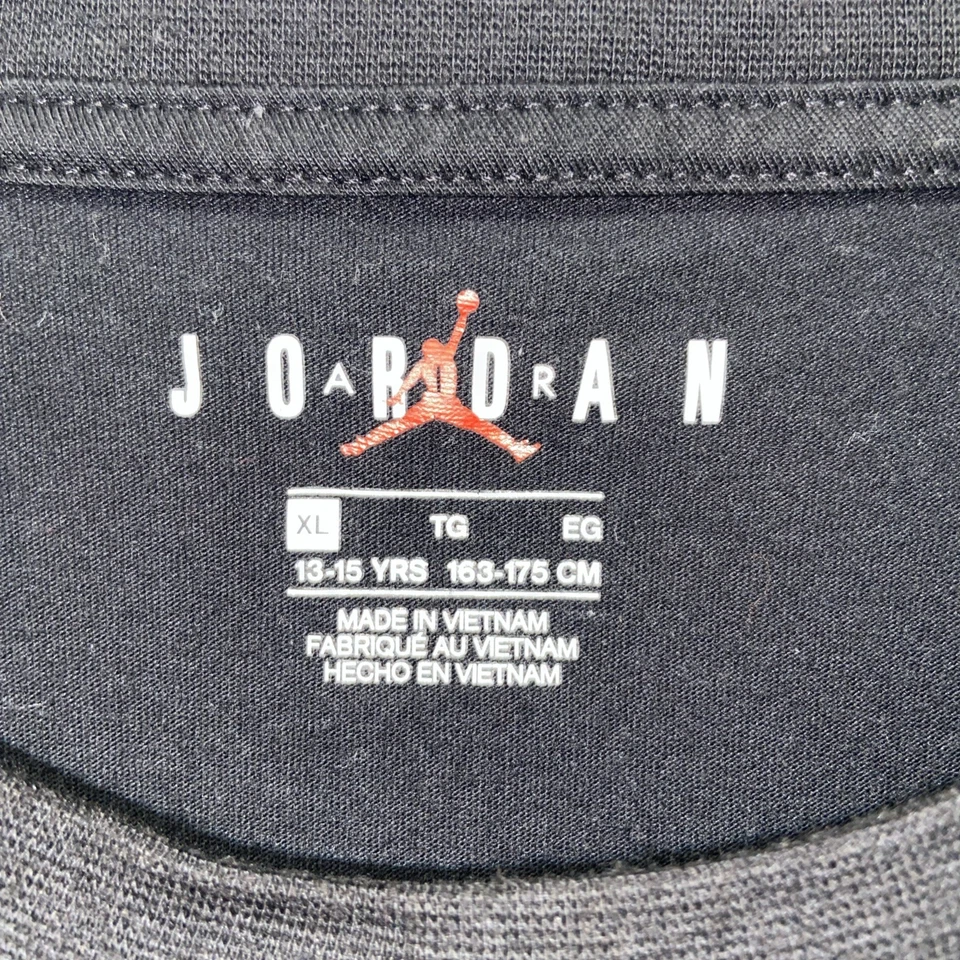 JORDAN
AIR
XL TG EG
13-15 YRS 163-175 CM
MADE IN VIETNAM
FABRIQUÉ AU VIETNAM
HECHO EN VIETNAM